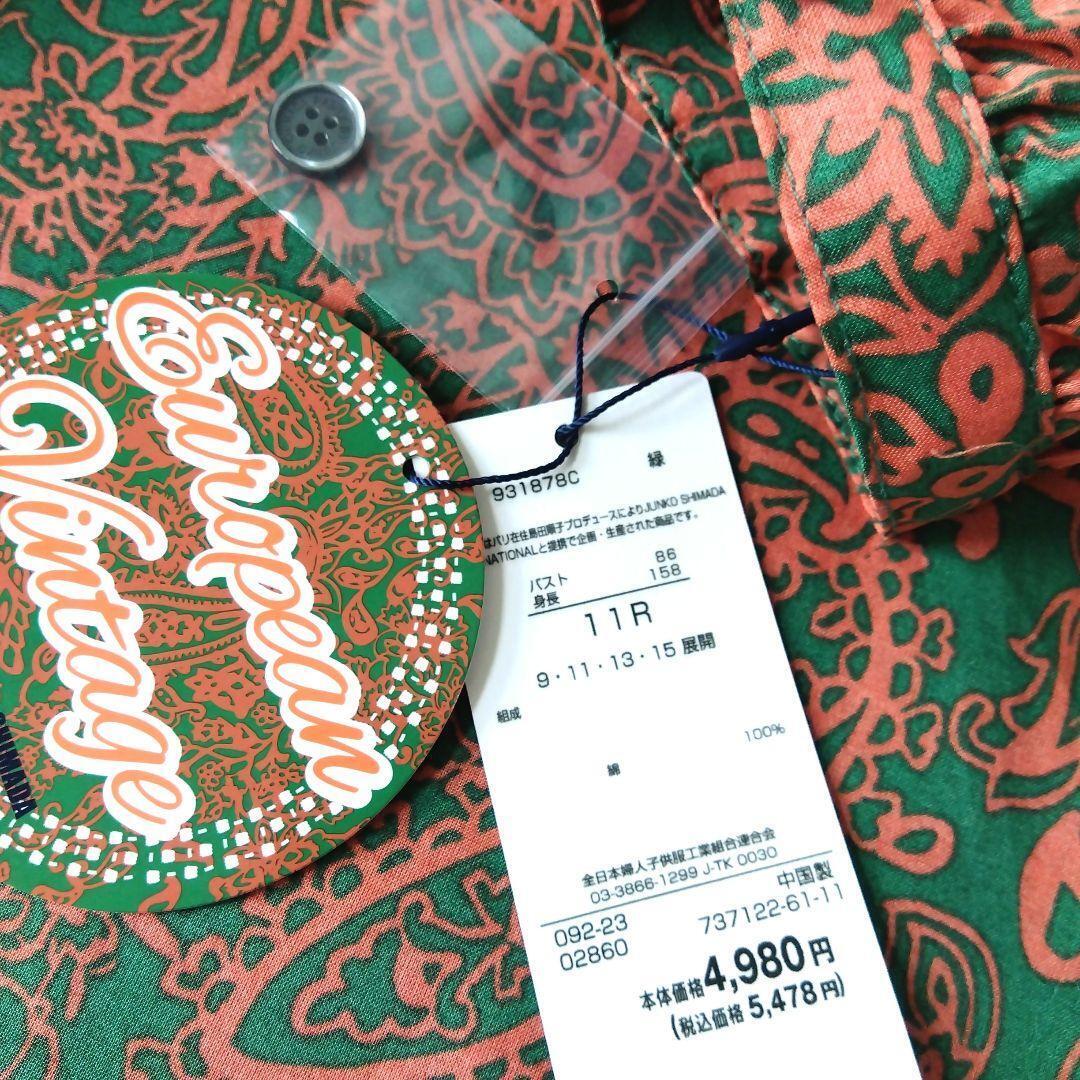 European
Vintage
SHIMADA
931878C 緑
はパリ在住島田順子プロデュースによりJUNKO SHIMADA
NATIONALと提携で企画・生産された商品です。
バスト 86
身長 158
11R
9・11・13・15 展開
組成
100%
綿
全日本婦人子供服工業組合連合会
03-3866-1299 J-TK 0030
中国製
092-23 737122-61-11
02860
本体価格4,980円
(税込価格 5,478円)